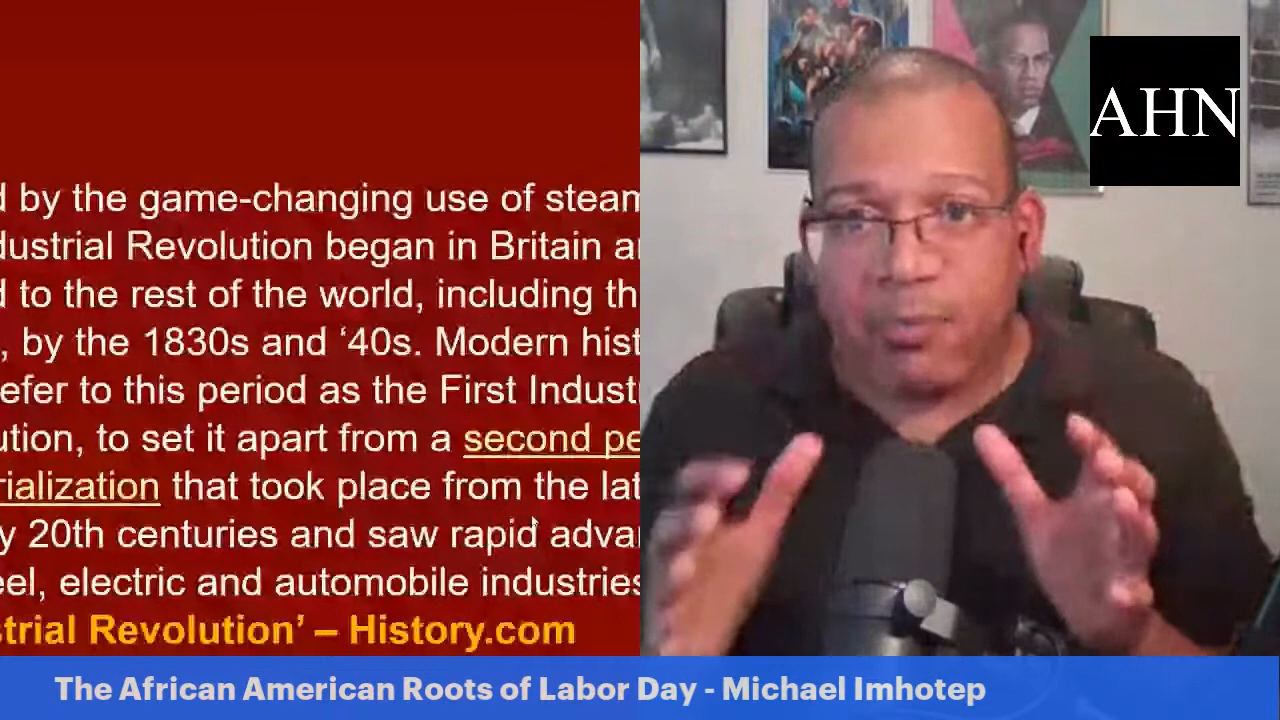 d by the game-changing use of steam
dustrial Revolution began in Britain a
d to the rest of the world, including th
, by the 1830s and ‘40s. Modern hist
efer to this period as the First Indust
ution, to set it apart from a second pe
rialization that took place from the lat
y 20th centuries and saw rapid adva
eel, electric and automobile industries
strial Revolution’ – History.com
AHN
The African American Roots of Labor Day - Michael Imhotep